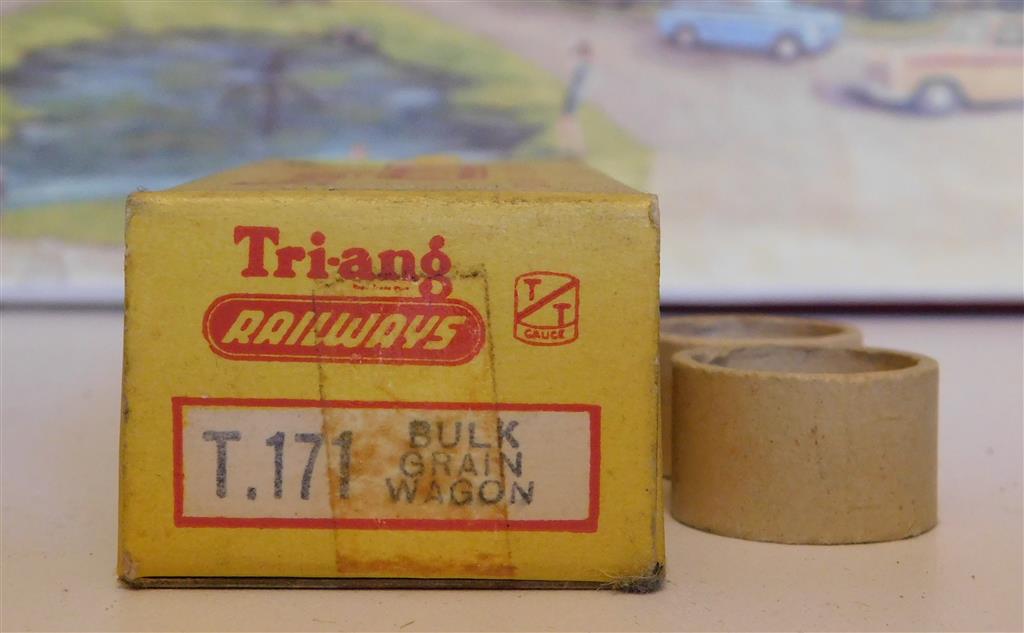 Tri-ang
RAILWAYS
T T
GAUGE
T.171
BULK
GRAIN
WAGON